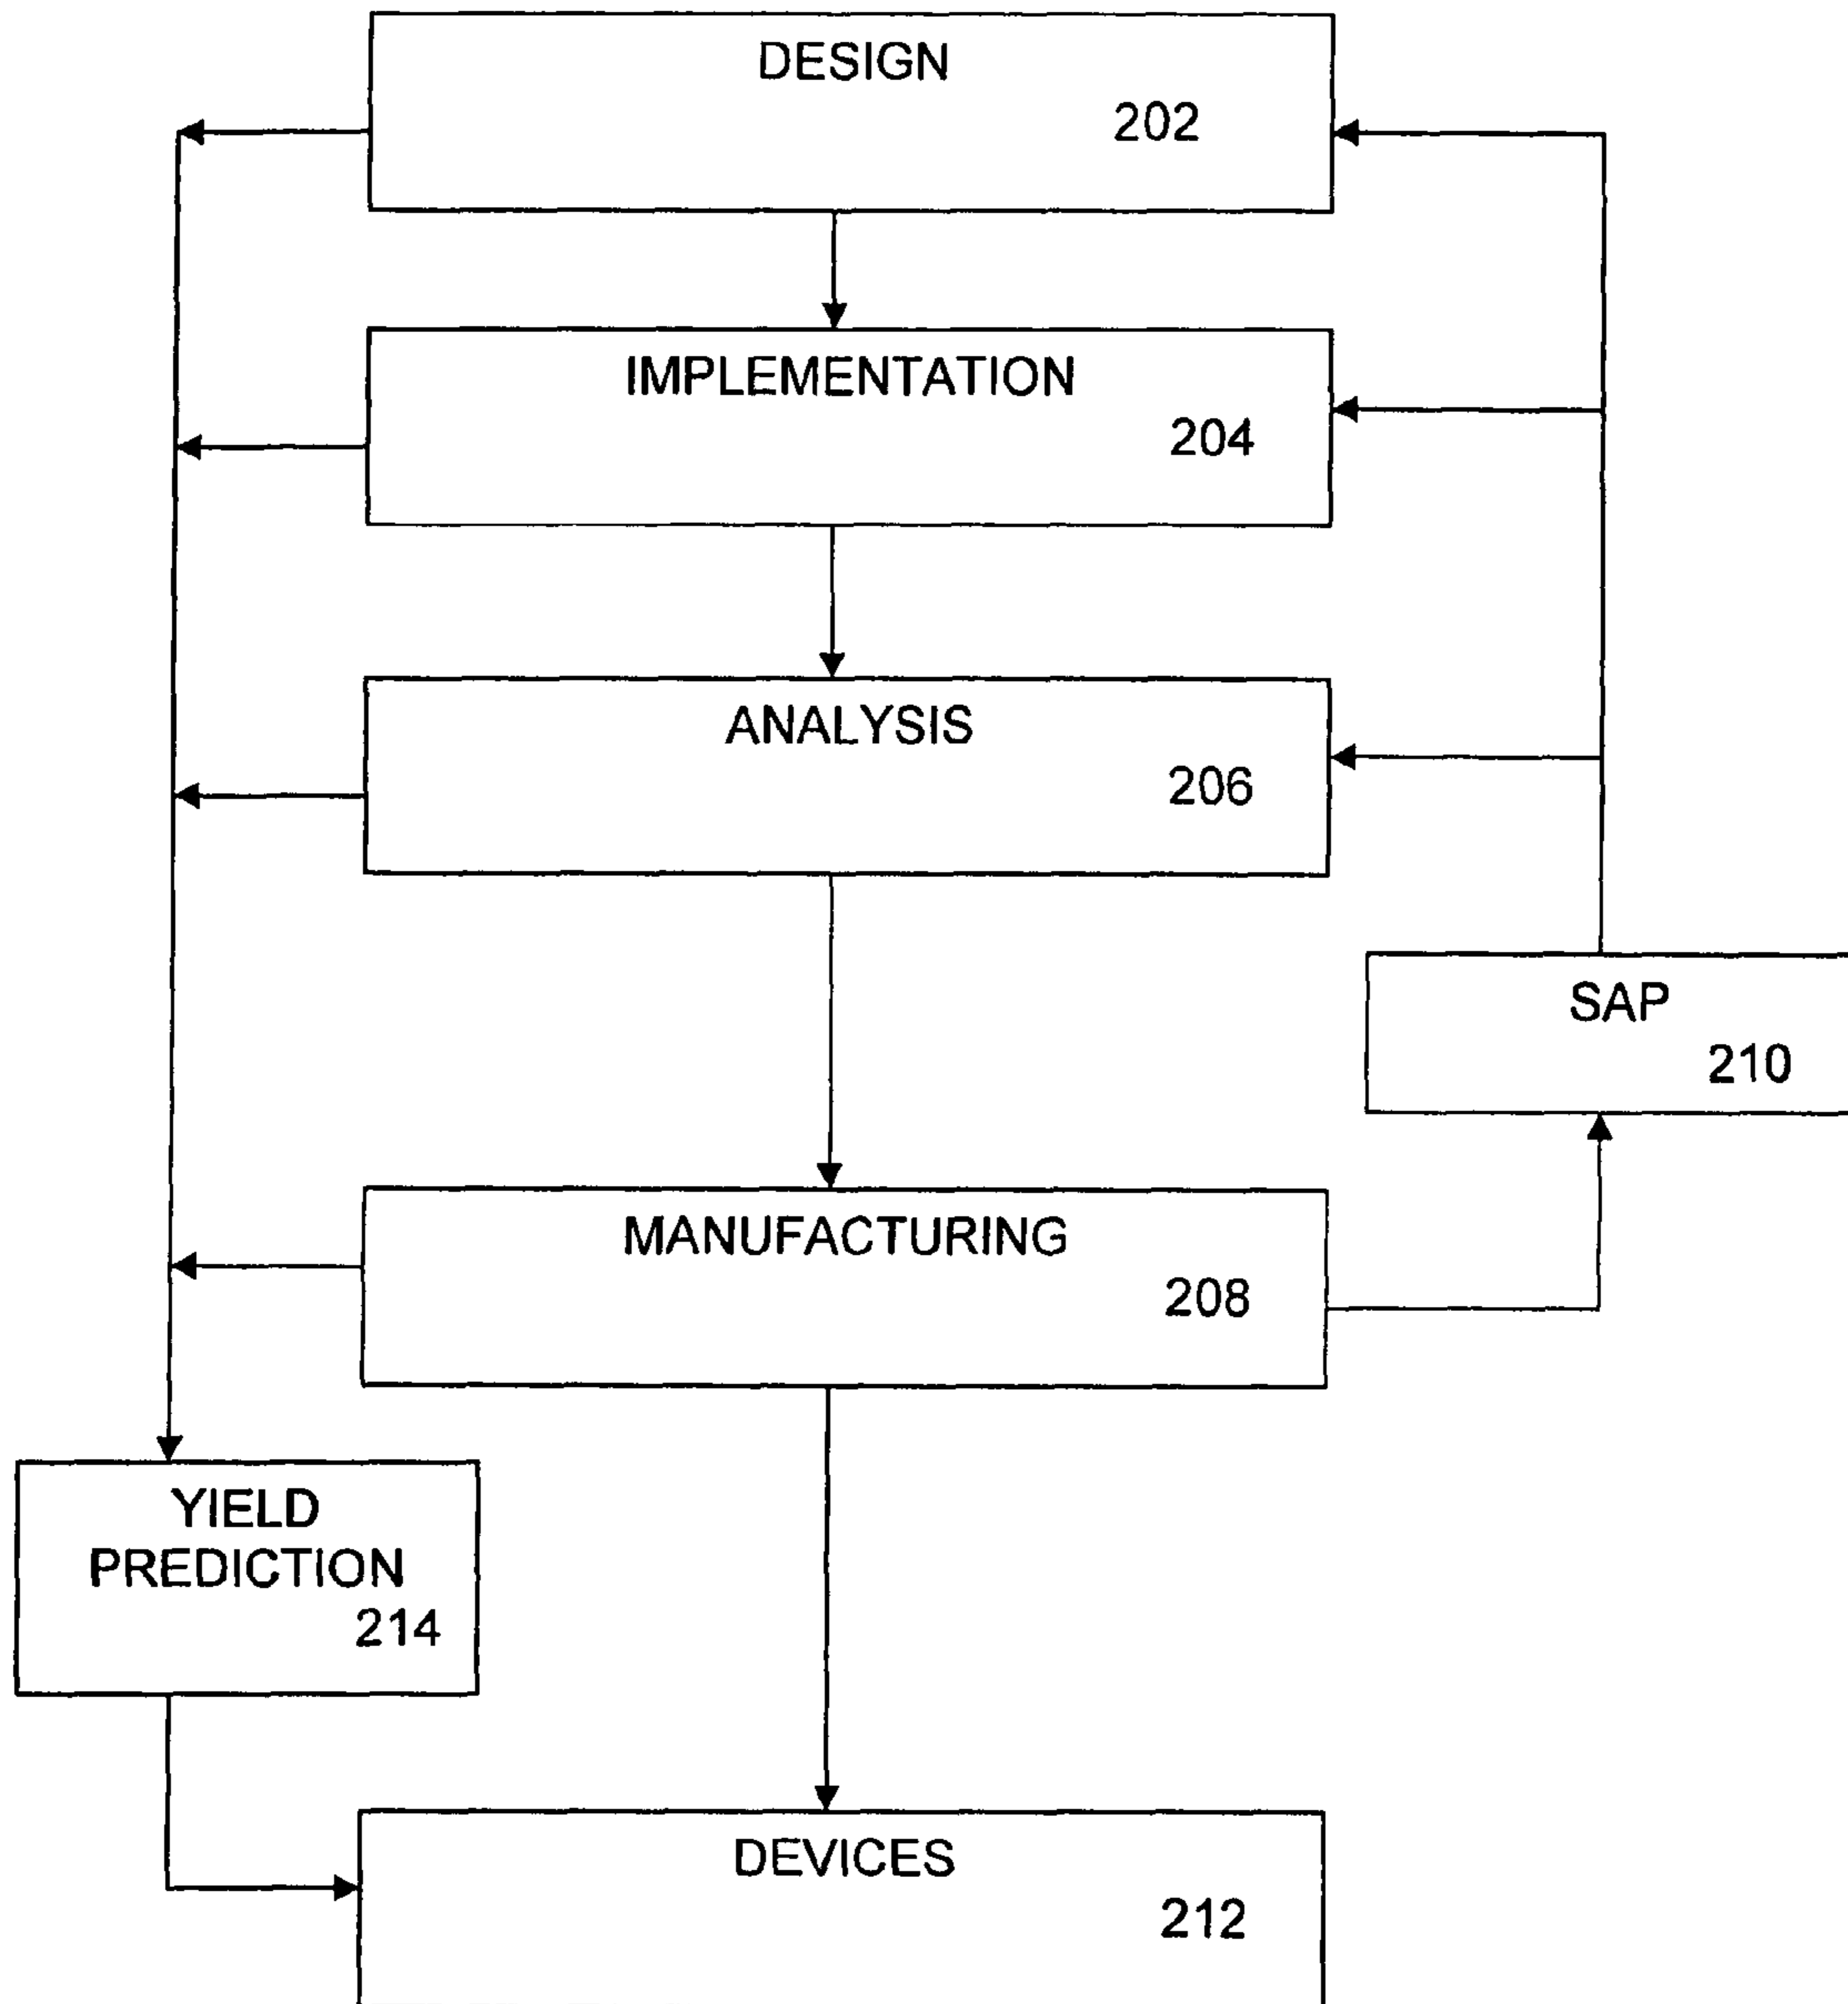 DESIGN
202
IMPLEMENTATION
204
ANALYSIS
206
SAP
210
MANUFACTURING
208
YIELD
PREDICTION
214
DEVICES
212